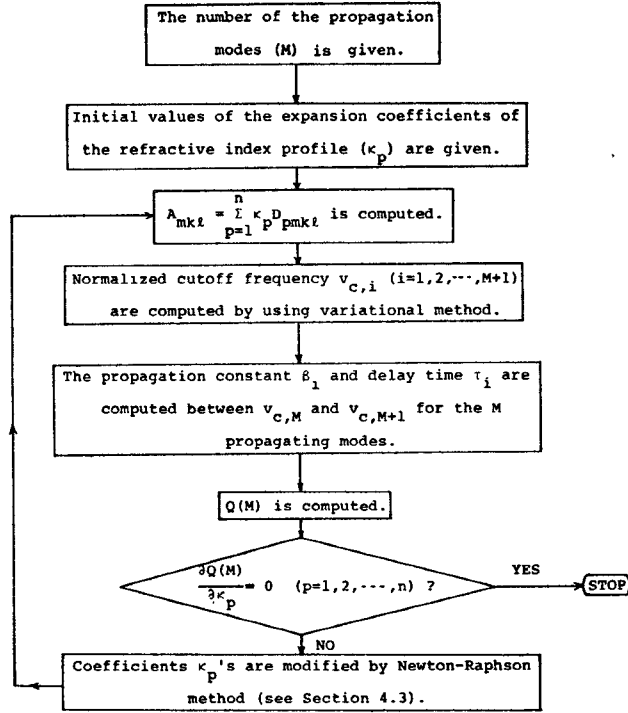 The number of the propagation
modes (M) is given.
Initial values of the expansion coefficients of
the refractive index profile (κp) are given.
Amkℓ = Σ(p=1 to n) κp Dpmkℓ is computed.
Normalized cutoff frequency vc,i (i=1,2,---,M+1)
are computed by using variational method.
The propagation constant βi and delay time τi are
computed between vc,M and vc,M+1 for the M
propagating modes.
Q(M) is computed.
∂Q(M)/∂κp = 0 (p=1,2,---,n) ?
YES
STOP
NO
Coefficients κp's are modified by Newton-Raphson
method (see Section 4.3).